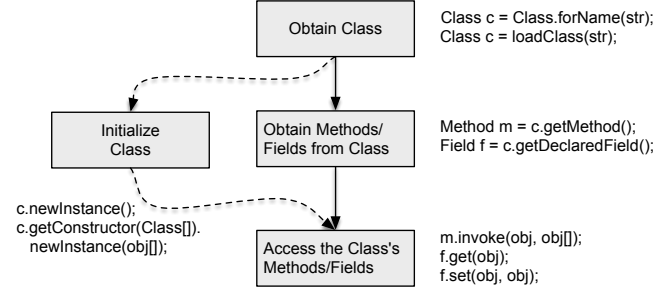 Obtain Class
Class c = Class.forName(str);
Class c = loadClass(str);
Initialize
Class
Obtain Methods/
Fields from Class
Method m = c.getMethod();
Field f = c.getDeclaredField();
c.newInstance();
c.getConstructor(Class[]).
newInstance(obj[]);
Access the Class's
Methods/Fields
m.invoke(obj, obj[]);
f.get(obj);
f.set(obj, obj);